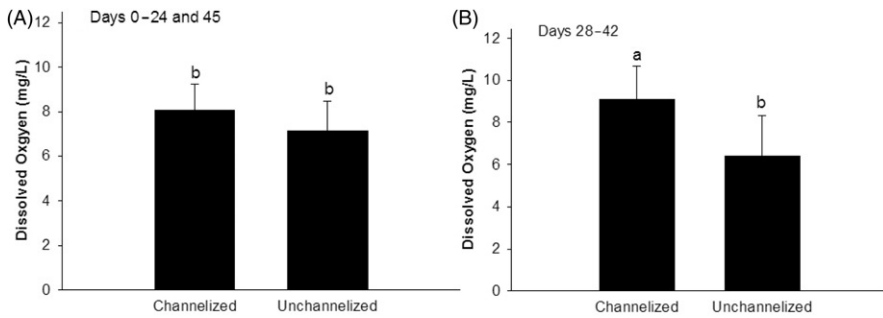 (A)
Days 0–24 and 45
Dissolved Oxgyen (mg/L)
12
10
8
6
4
2
0
b
b
Channelized
Unchannelized
(B)
Days 28–42
Dissolved Oxygen (mg/L)
12
10
8
6
4
2
0
a
b
Channelized
Unchannelized